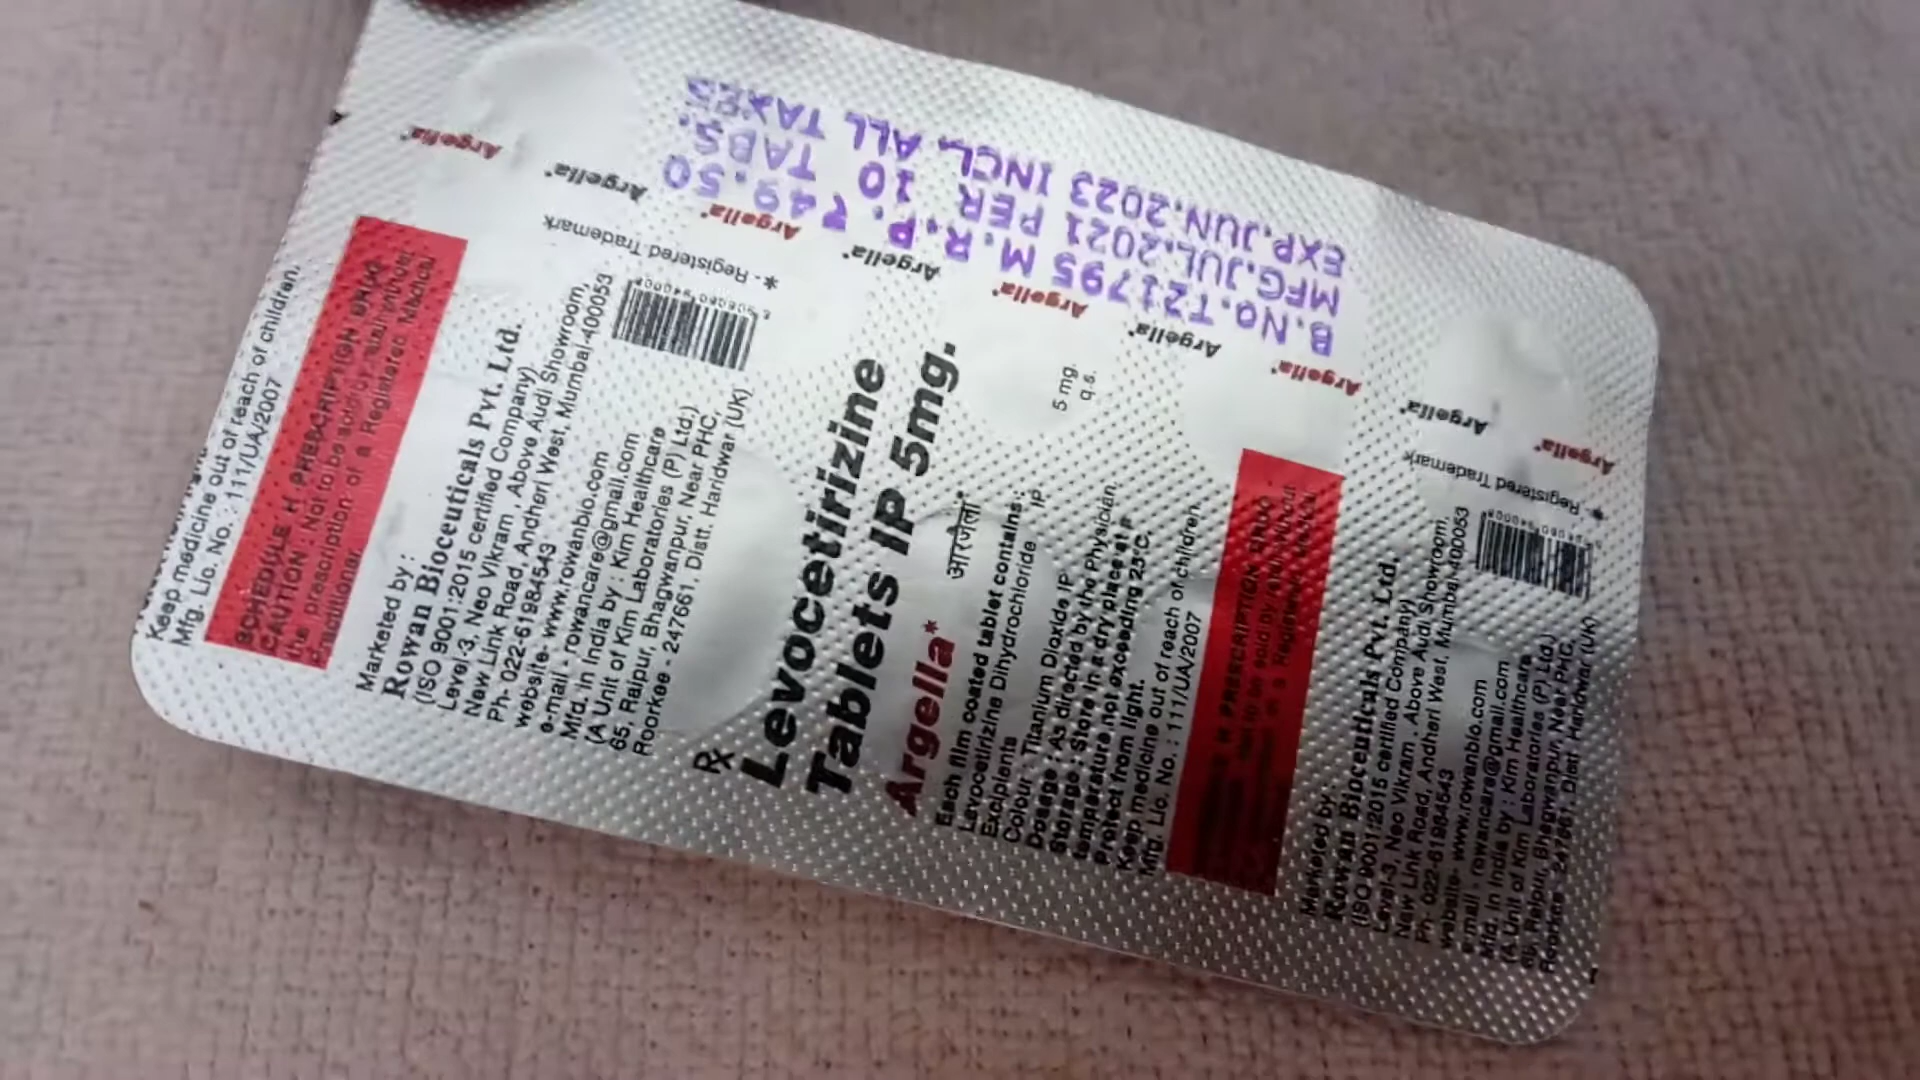 Keep medicine out of reach of children.
Mfg. Lic. No. : 111/UA/2007
SCHEDULE H PRESCRIPTION DRUG
CAUTION : Not to be sold by retail without
the prescription of a Registered Medical
Practitioner.
Marketed by :
Rowan Bioceuticals Pvt. Ltd.
(ISO 9001:2015 certified Company)
Level-3, Neo Vikram, Above Audi Showroom,
New Link Road, Andheri West, Mumbai-400053
Ph- 022-61984543
website- www.rowanbio.com
e-mail - rowancare@gmail.com
Mfd. in India by : Kim Healthcare
(A Unit of Kim Laboratories (P) Ltd.)
65, Raipur, Bhagwanpur, Near PHC,
Roorkee - 247661, Distt. Haridwar (UK)
* - Registered Trademark
Argella*
Argella*
Argella*
Argella*
Argella*
Argella*
Argella*
Argella*
Argella*
B.No.T21795 M.R.P. ₹49.50
MFG.JUL.2021 PER 10 TABS.
EXP.JUN.2023 INCL. ALL TAXES
Rx
Levocetirizine
Tablets IP 5mg.
Argella* आरजैला*
Each film coated tablet contains:
Levocetirizine Dihydrochloride IP 5 mg.
Excipients q.s.
Colour : Titanium Dioxide IP
Dosage : As directed by the Physician.
Storage : Store in a dry place at a
temperature not exceeding 25°C.
Protect from light.
Keep medicine out of reach of children.
Mfg. Lic. No. : 111/UA/2007
PRESCRIPTION DRUG
Marketed by :
Rowan Bioceuticals Pvt. Ltd.
(ISO 9001:2015 certified Company)
Level-3, Neo Vikram, Above Audi Showroom,
New Link Road, Andheri West, Mumbai-400053
Ph- 022-61984543
website- www.rowanbio.com
e-mail - rowancare@gmail.com
Mfd. in India by : Kim Healthcare
(A Unit of Kim Laboratories (P) Ltd.)
65, Raipur, Bhagwanpur, Near PHC,
Roorkee - 247661, Distt. Haridwar (UK)
* - Registered Trademark